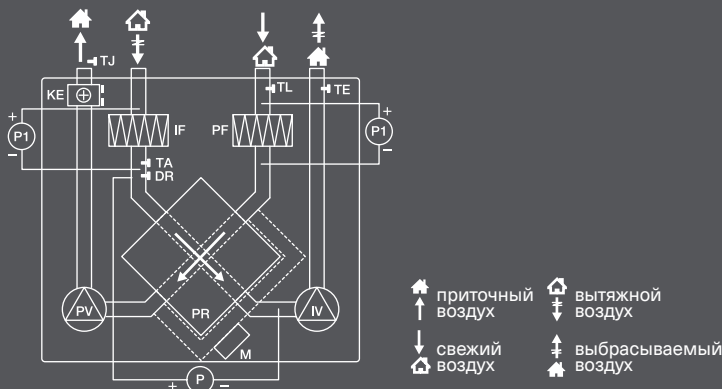 TJ
KE
TL
TE
+
P1
−
IF
PF
+
P1
−
TA
DR
PV
PR
IV
M
+
P
−
приточный
воздух
вытяжной
воздух
свежий
воздух
выбрасываемый
воздух